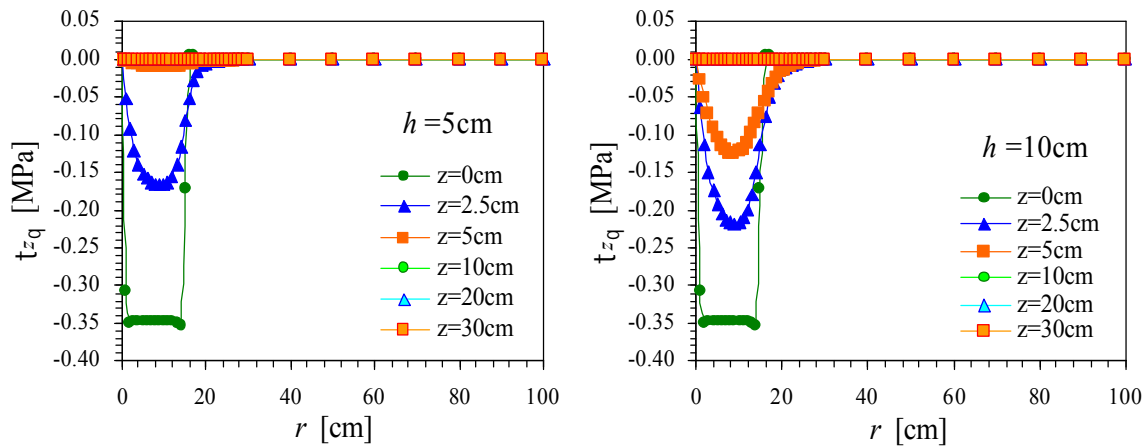 0.05
0.00
-0.05
-0.10
-0.15
-0.20
-0.25
-0.30
-0.35
-0.40
t_zq [MPa]
h =5cm
z=0cm
z=2.5cm
z=5cm
z=10cm
z=20cm
z=30cm
0 20 40 60 80 100
r [cm]
0.05
0.00
-0.05
-0.10
-0.15
-0.20
-0.25
-0.30
-0.35
-0.40
t_zq [MPa]
h =10cm
z=0cm
z=2.5cm
z=5cm
z=10cm
z=20cm
z=30cm
0 20 40 60 80 100
r [cm]